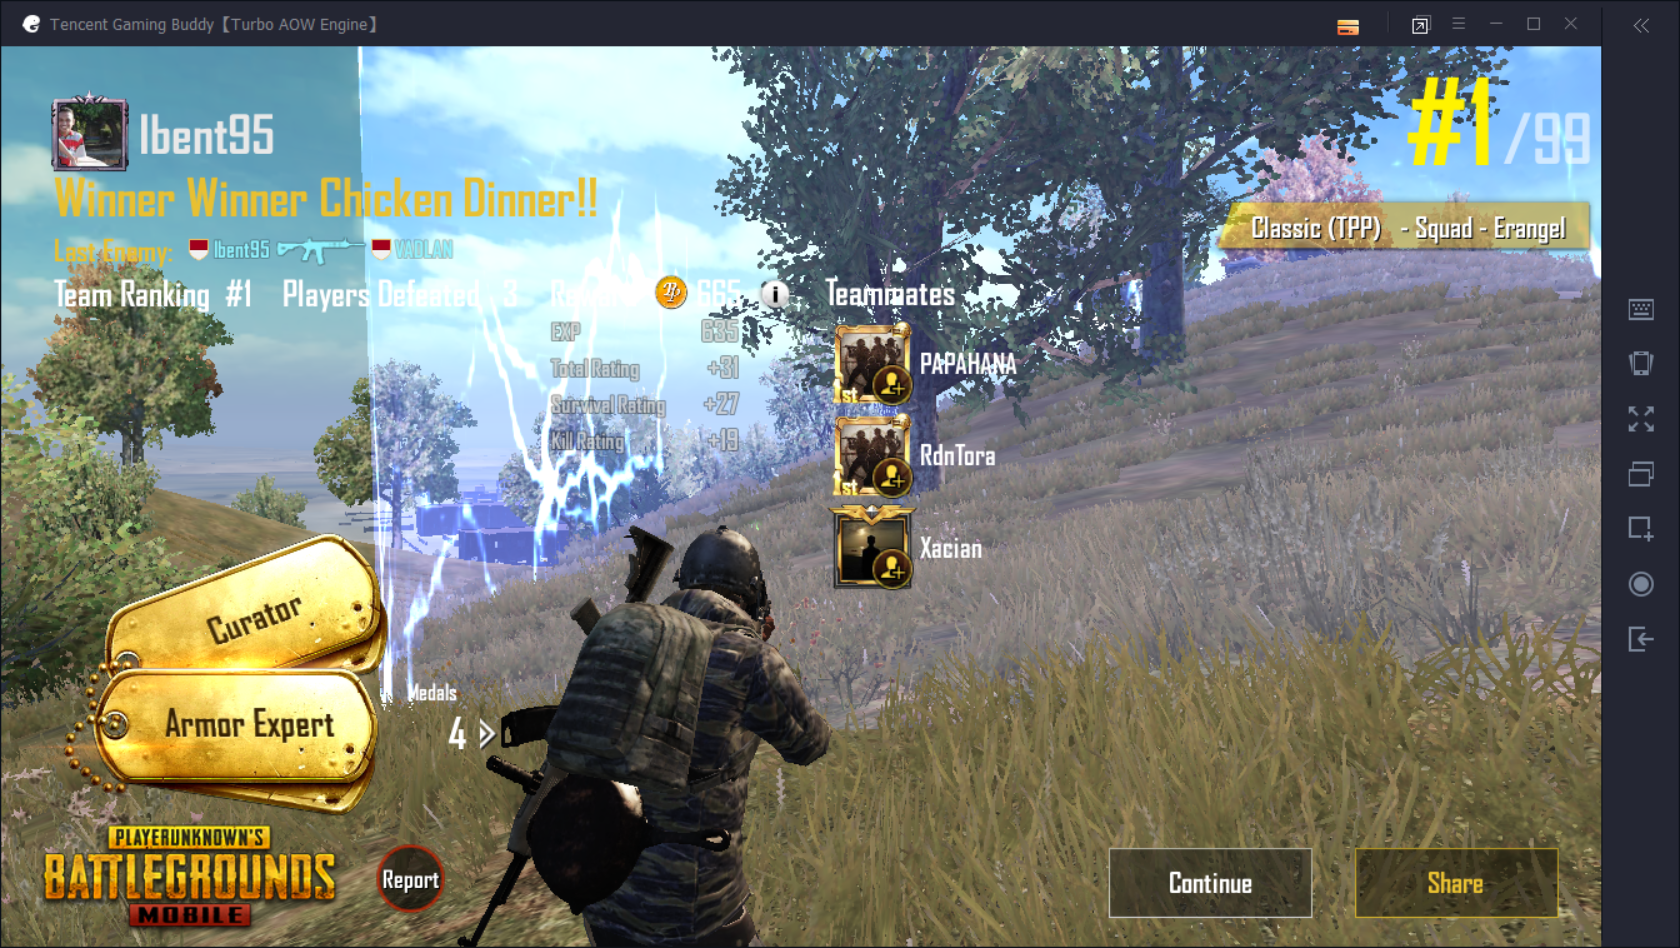 Tencent Gaming Buddy【Turbo AOW Engine】
lbent95
#1/99
Winner Winner Chicken Dinner!!
Classic (TPP) - Squad - Erangel
Last Enemy: lbent95 VADLAN
Team Ranking #1 Players Defeated 3 665 i Teammates
EXP 635
Total Rating +31
Survival Rating +27
Kill Rating +19
1st PAPAHANA
1st RdnTora
Xacian
Curator
Armor Expert
Medals
4
PLAYERUNKNOWN'S
BATTLEGROUNDS
MOBILE
Report
Continue
Share